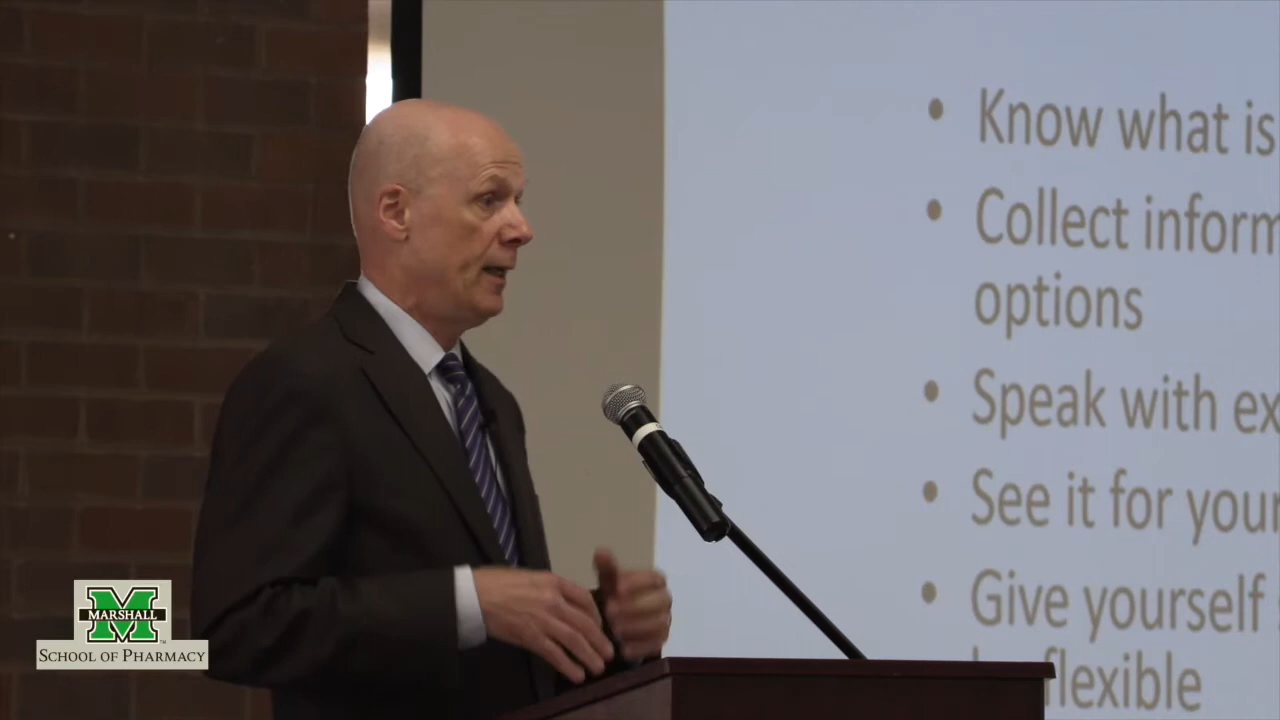 • Know what is
• Collect inform
options
• Speak with ex
• See it for your
• Give yourself
flexible
MARSHALL
SCHOOL OF PHARMACY